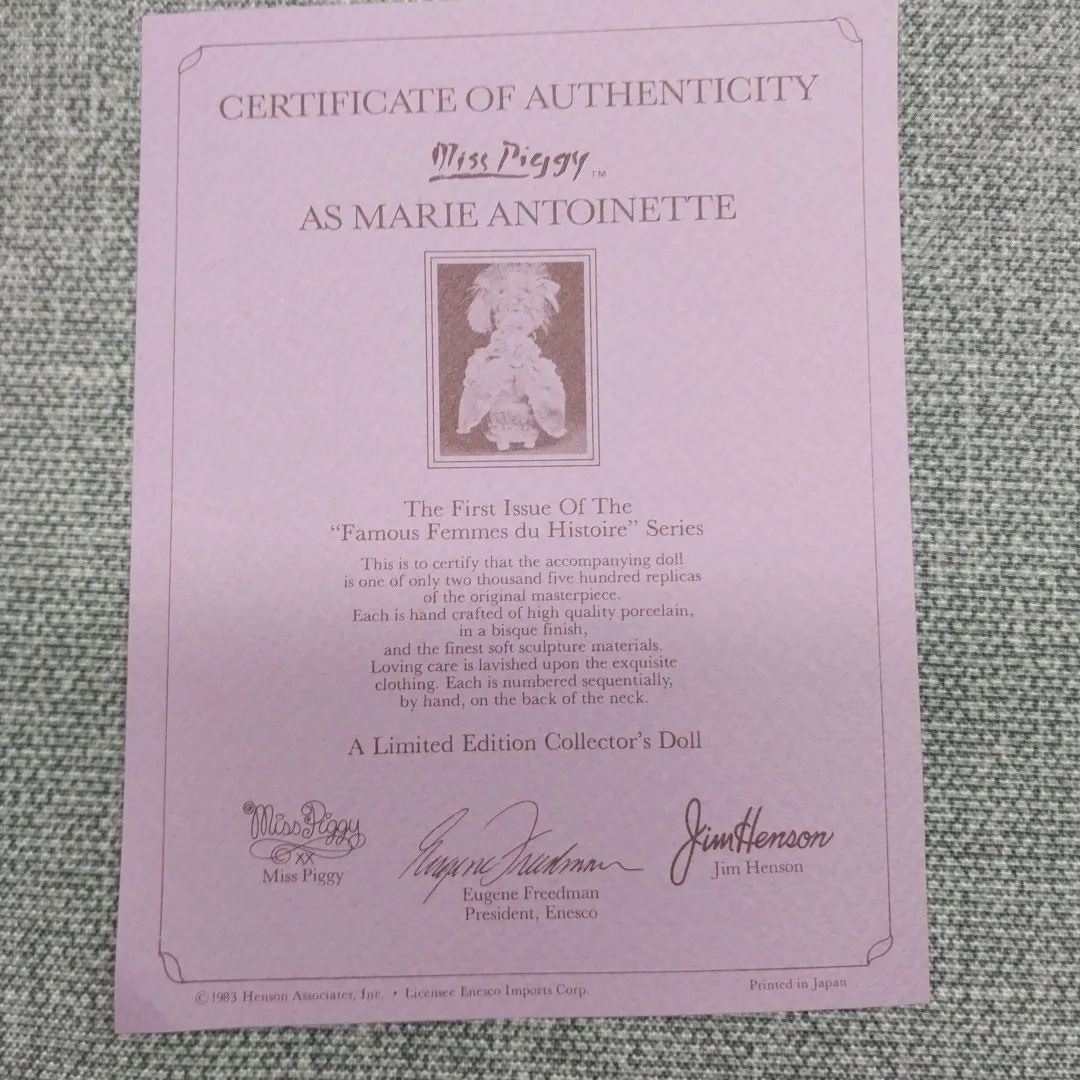 CERTIFICATE OF AUTHENTICITY
Miss Piggy TM
AS MARIE ANTOINETTE
The First Issue Of The
"Famous Femmes du Histoire" Series
This is to certify that the accompanying doll
is one of only two thousand five hundred replicas
of the original masterpiece.
Each is hand crafted of high quality porcelain,
in a bisque finish,
and the finest soft sculpture materials.
Loving care is lavished upon the exquisite
clothing. Each is numbered sequentially,
by hand, on the back of the neck.
A Limited Edition Collector's Doll
Miss Piggy
xx
Miss Piggy
Eugene Freedman
Eugene Freedman
President, Enesco
Jim Henson
Jim Henson
© 1983 Henson Associates, Inc. • Licensee Enesco Imports Corp.
Printed in Japan